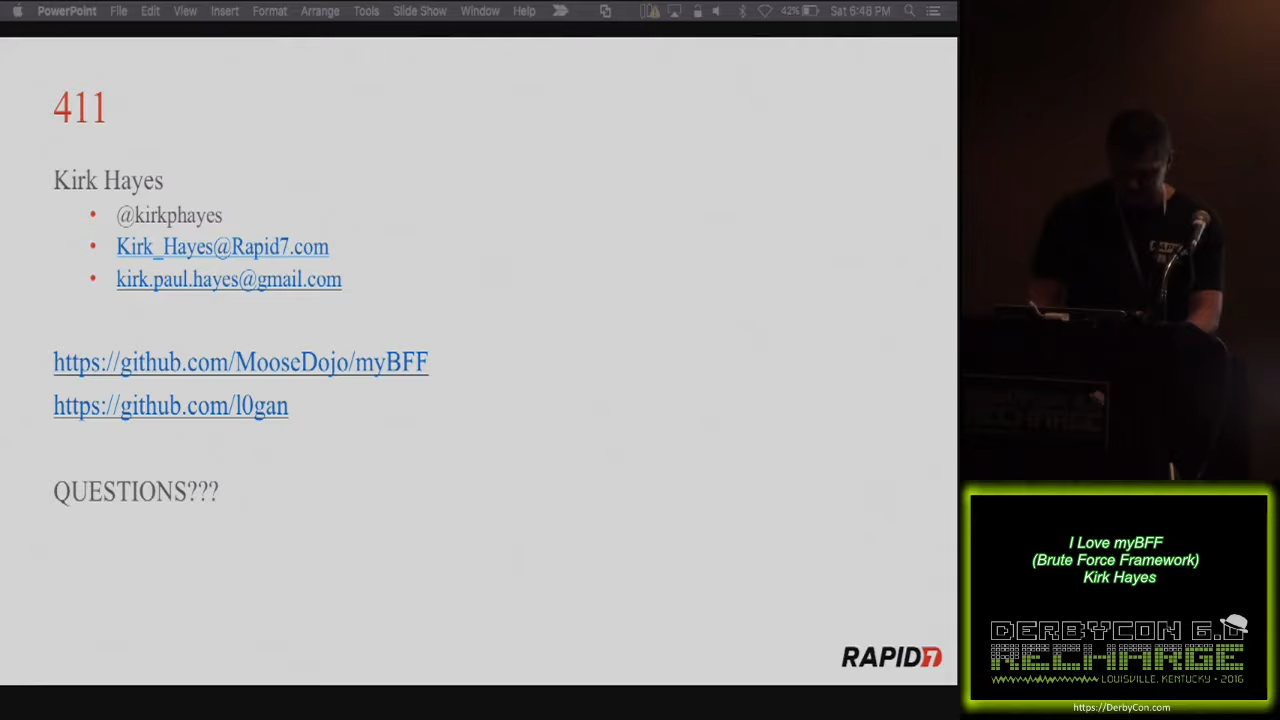 PowerPoint File Edit View Insert Format Arrange Tools Slide Show Window Help 42% Sat 6:48 PM
411
Kirk Hayes
• @kirkphayes
• Kirk_Hayes@Rapid7.com
• kirk.paul.hayes@gmail.com
https://github.com/MooseDojo/myBFF
https://github.com/l0gan
QUESTIONS???
RAPID7
I Love myBFF
(Brute Force Framework)
Kirk Hayes
DERBYCON 6.0
RECHARGE
LOUISVILLE, KENTUCKY • 2016
https://DerbyCon.com